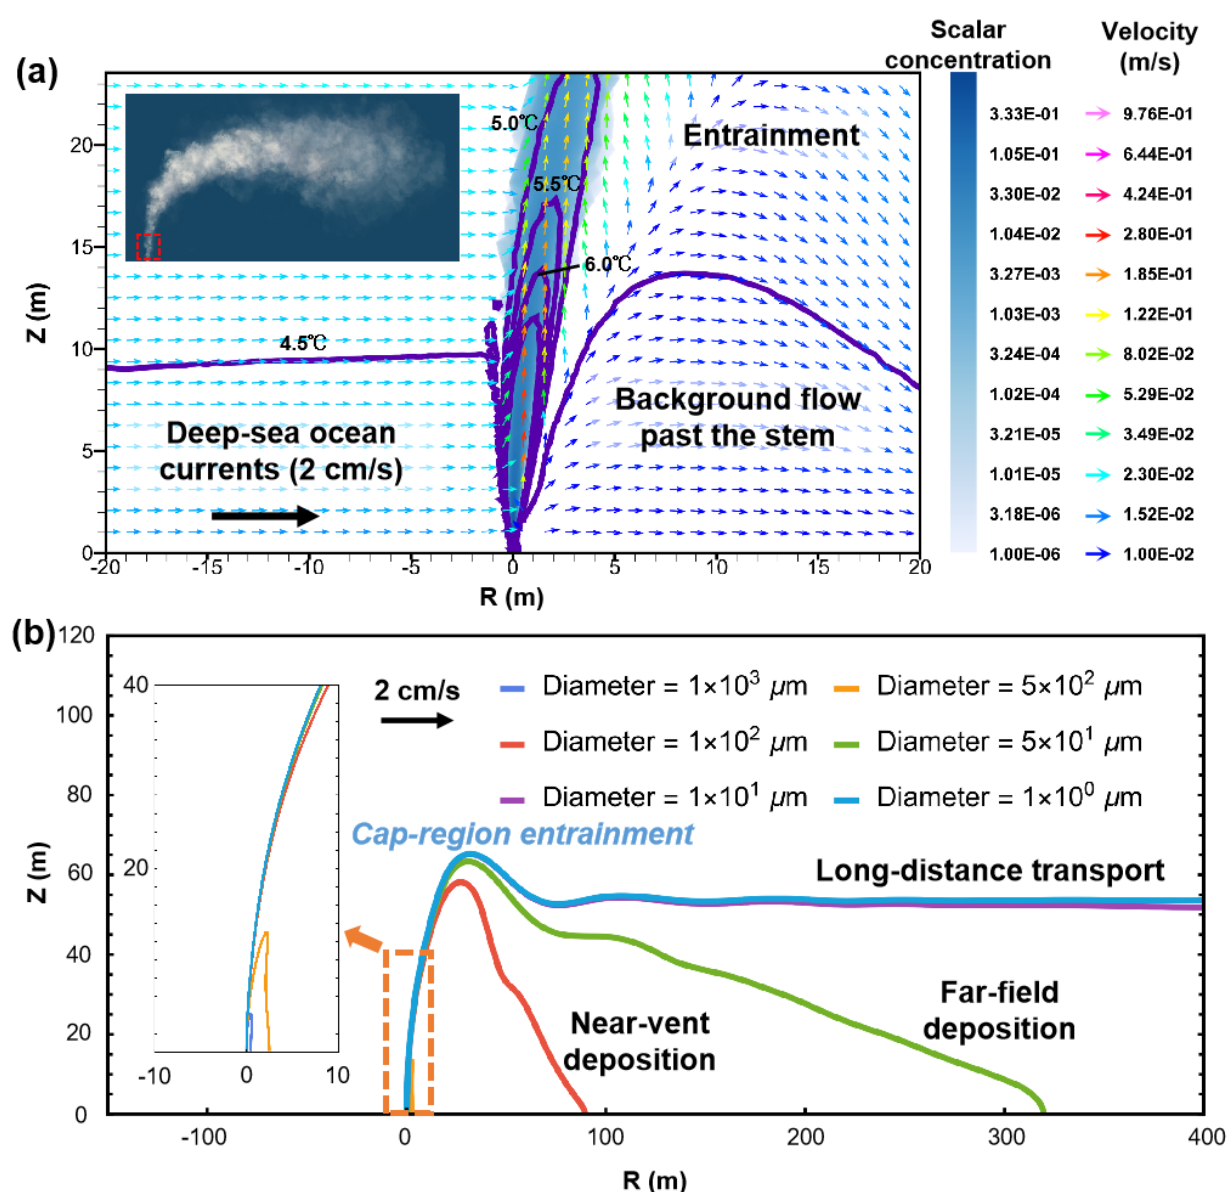 (a)
Scalar
concentration
Velocity
(m/s)
3.33E-01
1.05E-01
3.30E-02
1.04E-02
3.27E-03
1.03E-03
3.24E-04
1.02E-04
3.21E-05
1.01E-05
3.18E-06
1.00E-06
9.76E-01
6.44E-01
4.24E-01
2.80E-01
1.85E-01
1.22E-01
8.02E-02
5.29E-02
3.49E-02
2.30E-02
1.52E-02
1.00E-02
Z (m)
20
15
10
5
0
5.0℃
5.5℃
6.0℃
4.5℃
Entrainment
Background flow
past the stem
Deep-sea ocean
currents (2 cm/s)
-20
-15
-10
-5
0
5
10
15
20
R (m)
(b)
Z (m)
120
100
80
60
40
20
0
40
20
-10
0
10
2 cm/s
Diameter = 1×10³ μm
Diameter = 5×10² μm
Diameter = 1×10² μm
Diameter = 5×10¹ μm
Diameter = 1×10¹ μm
Diameter = 1×10⁰ μm
Cap-region entrainment
Long-distance transport
Near-vent
deposition
Far-field
deposition
-100
0
100
200
300
400
R (m)